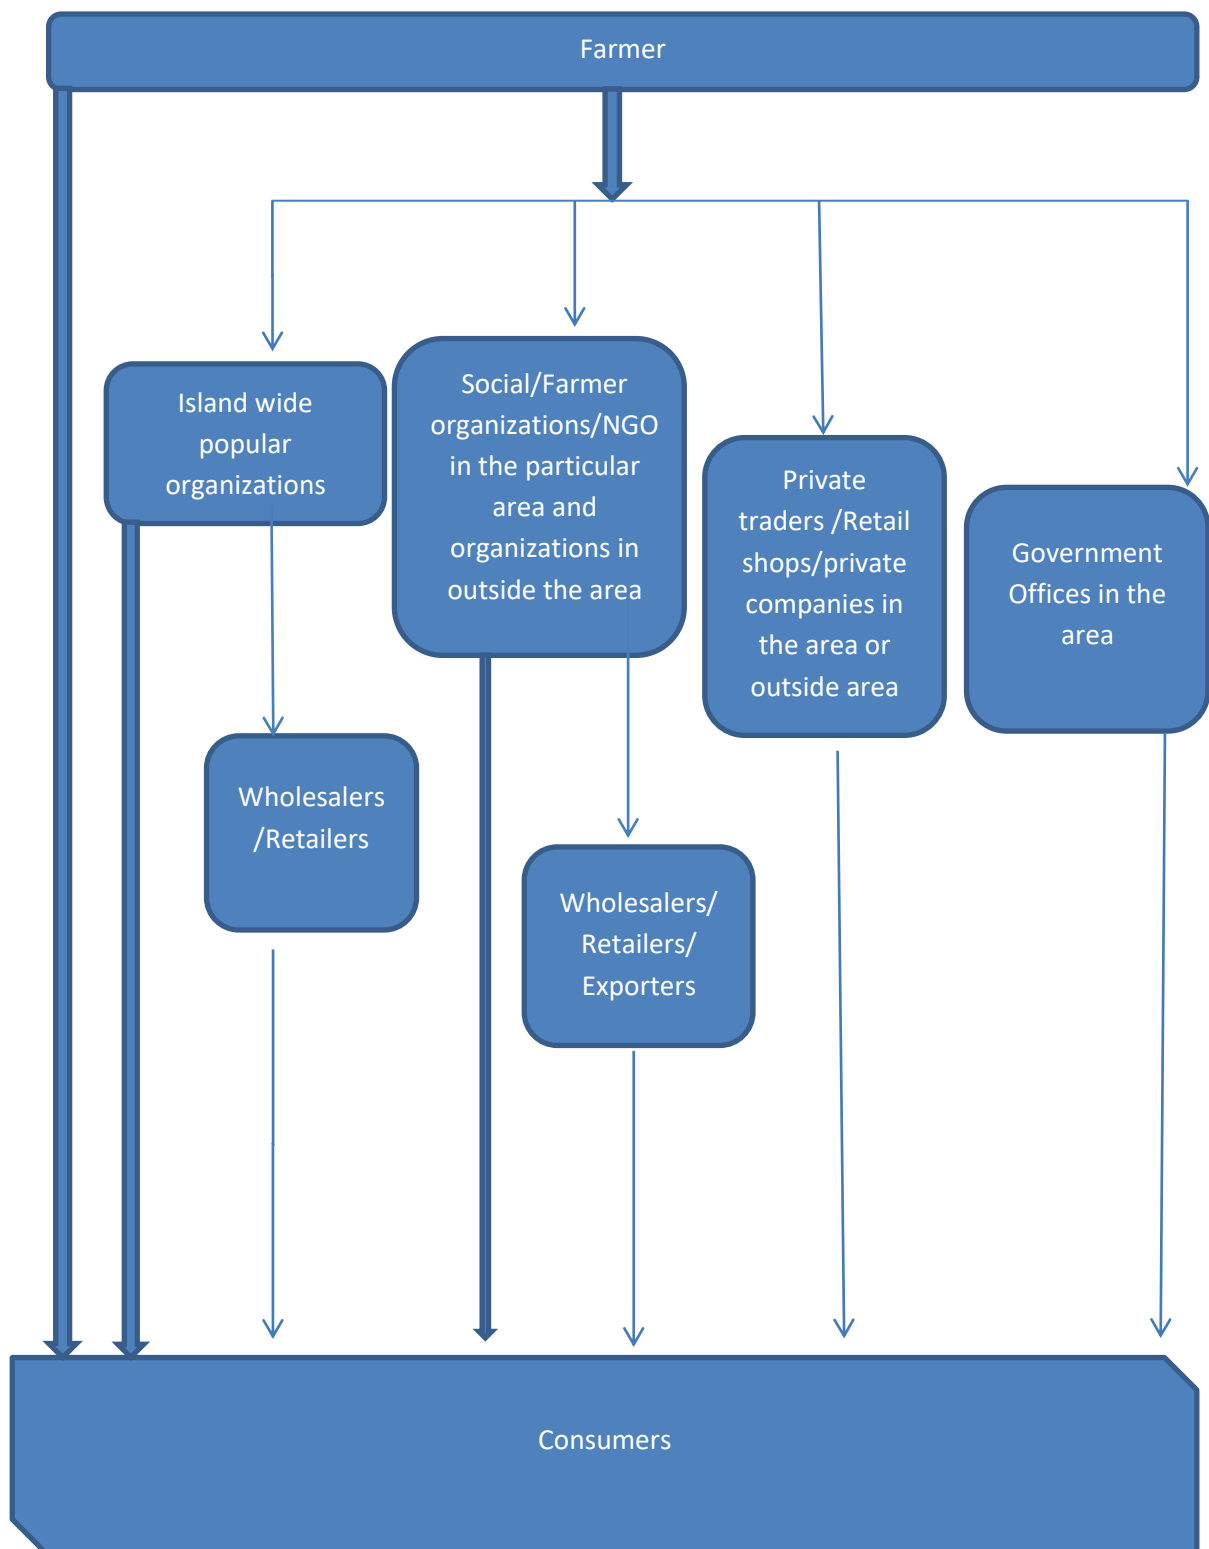 Farmer
Island wide
popular
organizations
Social/Farmer
organizations/NGO
in the particular
area and
organizations in
outside the area
Private
traders /Retail
shops/private
companies in
the area or
outside area
Government
Offices in the
area
Wholesalers
/Retailers
Wholesalers/
Retailers/
Exporters
Consumers